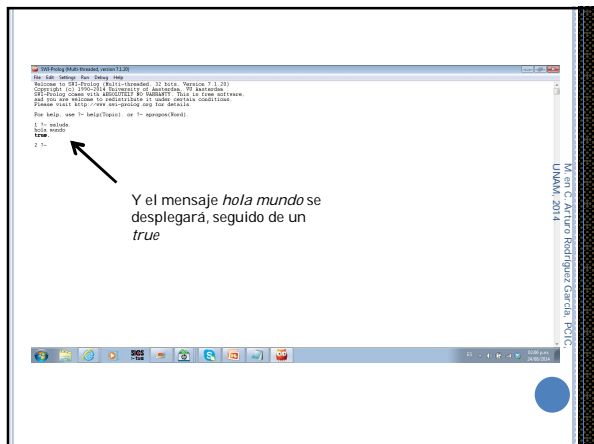 SWI-Prolog (Multi-threaded, version 7.1.20)
File Edit Settings Run Debug Help
Welcome to SWI-Prolog (Multi-threaded, 32 bits, Version 7.1.20)
Copyright (c) 1990-2014 University of Amsterdam, VU Amsterdam
SWI-Prolog comes with ABSOLUTELY NO WARRANTY. This is free software,
and you are welcome to redistribute it under certain conditions.
Please visit http://www.swi-prolog.org for details.
For help, use ?- help(Topic). or ?- apropos(Word).
1 ?- saluda.
hola mundo
true.
2 ?-
Y el mensaje hola mundo se
desplegará, seguido de un
true
M. en C. Arturo Rodríguez García, PCIC,
UNAM, 2014
ES
02:06 p.m.